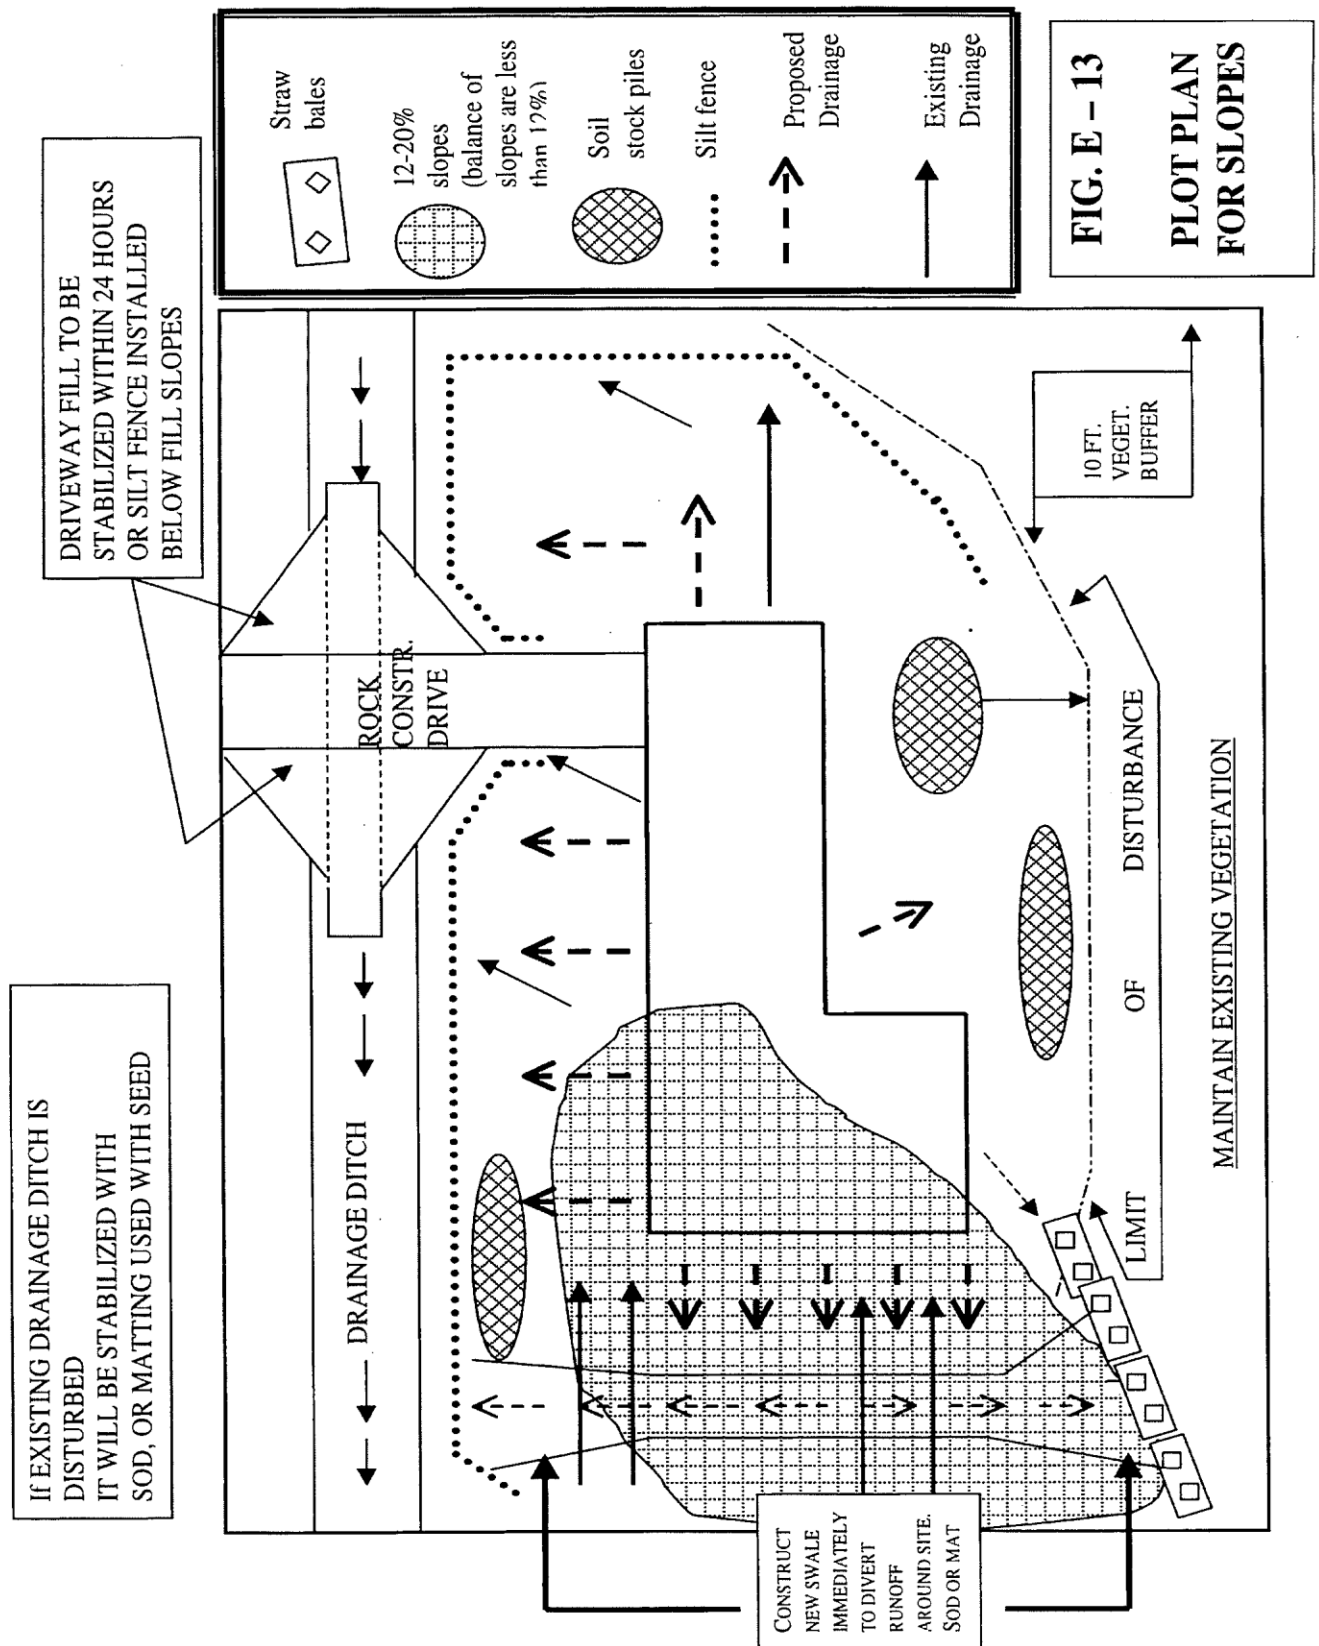 If EXISTING DRAINAGE DITCH IS
DISTURBED
IT WILL BE STABILIZED WITH
SOD, OR MATTING USED WITH SEED
DRIVEWAY FILL TO BE
STABILIZED WITHIN 24 HOURS
OR SILT FENCE INSTALLED
BELOW FILL SLOPES
DRAINAGE DITCH
ROCK
CONSTR.
DRIVE
CONSTRUCT
NEW SWALE
IMMEDIATELY
TO DIVERT
RUNOFF
AROUND SITE.
SOD OR MAT
10 FT.
VEGET.
BUFFER
LIMIT OF DISTURBANCE
MAINTAIN EXISTING VEGETATION
Straw
bales
12-20%
slopes
(balance of
slopes are less
than 12%)
Soil
stock piles
Silt fence
Proposed
Drainage
Existing
Drainage
FIG. E – 13
PLOT PLAN
FOR SLOPES